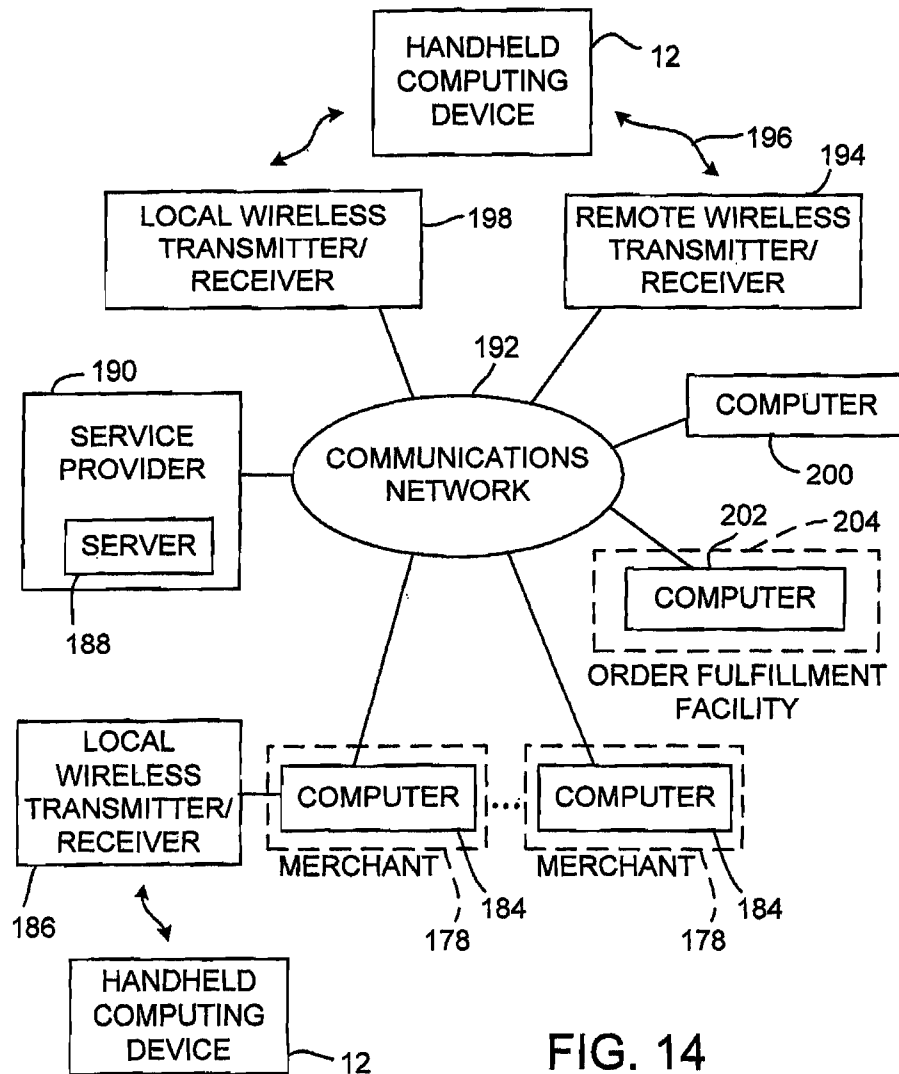 HANDHELD
COMPUTING
DEVICE
12
196
194
LOCAL WIRELESS
TRANSMITTER/
RECEIVER
198
REMOTE WIRELESS
TRANSMITTER/
RECEIVER
192
190
SERVICE
PROVIDER
SERVER
188
COMMUNICATIONS
NETWORK
COMPUTER
200
202
204
COMPUTER
ORDER FULFILLMENT
FACILITY
LOCAL
WIRELESS
TRANSMITTER/
RECEIVER
186
COMPUTER
...
COMPUTER
MERCHANT
184
178
MERCHANT
184
178
HANDHELD
COMPUTING
DEVICE
12
FIG. 14